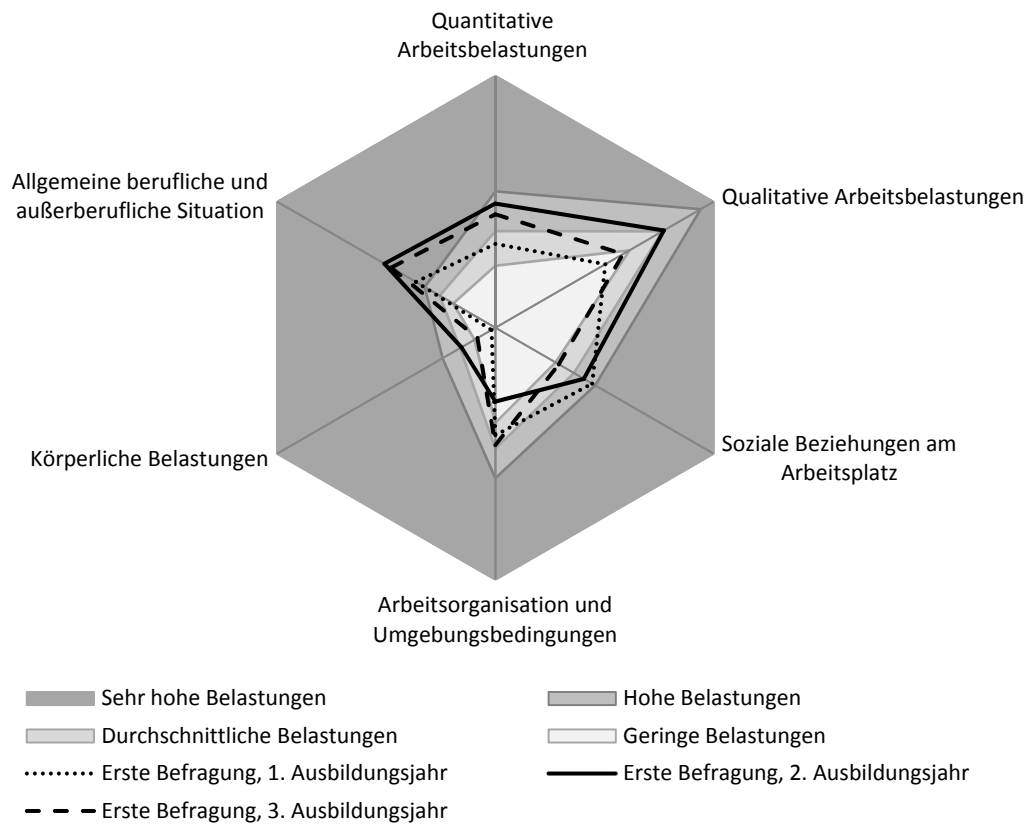 Quantitative
Arbeitsbelastungen
Allgemeine berufliche und
außerberufliche Situation
Qualitative Arbeitsbelastungen
Körperliche Belastungen
Soziale Beziehungen am
Arbeitsplatz
Arbeitsorganisation und
Umgebungsbedingungen
Sehr hohe Belastungen
Hohe Belastungen
Durchschnittliche Belastungen
Geringe Belastungen
Erste Befragung, 1. Ausbildungsjahr
Erste Befragung, 2. Ausbildungsjahr
Erste Befragung, 3. Ausbildungsjahr